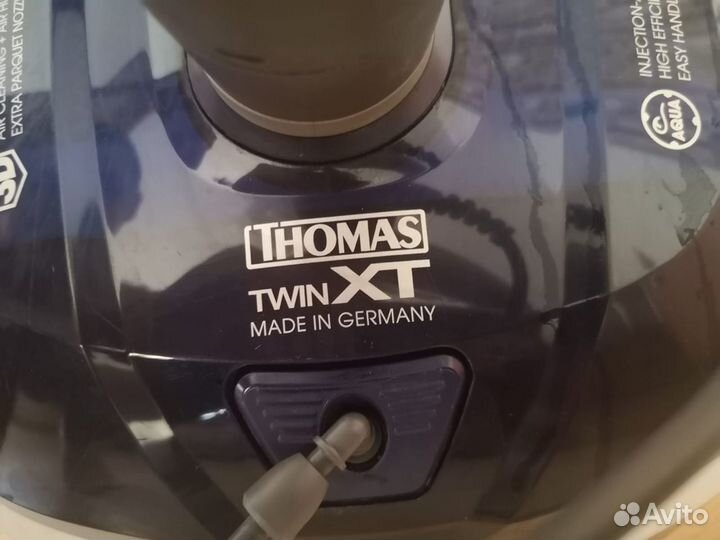 AIR CLEANING + AIR
EXTRA PARQUET NOZZ
3D
INJECTION-
HIGH EFFICI
EASY HANDL
AQUA
THOMAS
TWIN XT
MADE IN GERMANY
Avito